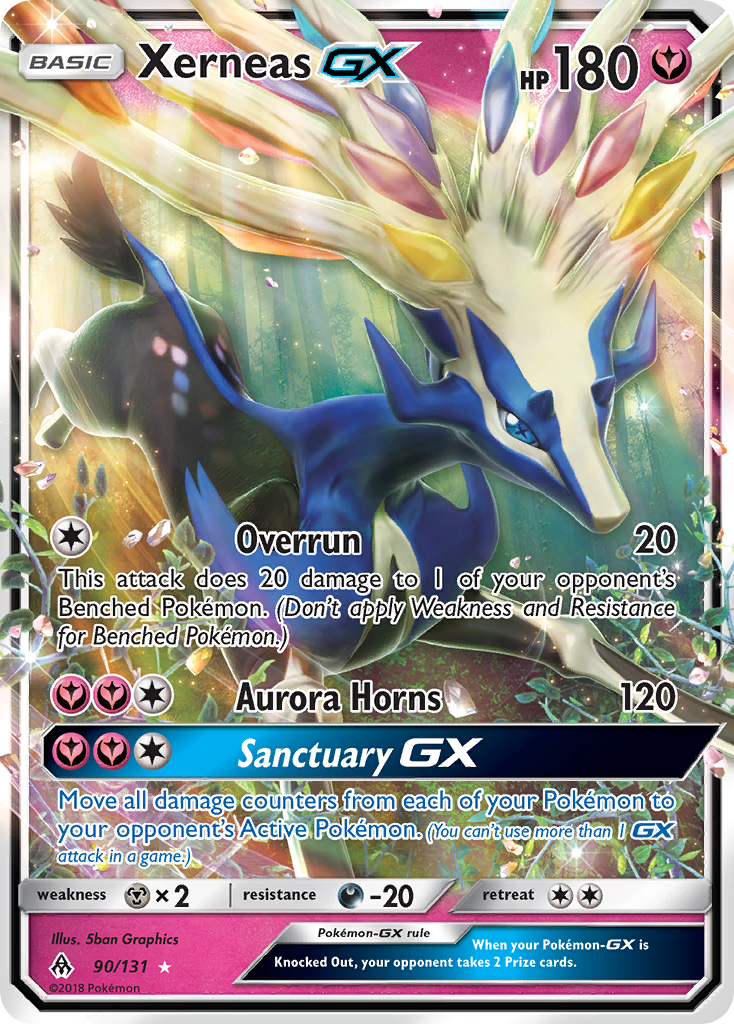 BASIC Xerneas GX HP 180
Overrun 20
This attack does 20 damage to 1 of your opponent's
Benched Pokémon. (Don't apply Weakness and Resistance
for Benched Pokémon.)
Aurora Horns 120
Sanctuary GX
Move all damage counters from each of your Pokémon to
your opponent's Active Pokémon. (You can't use more than 1 GX
attack in a game.)
weakness ×2 resistance -20 retreat
Illus. 5ban Graphics
90/131
©2018 Pokémon
Pokémon-GX rule
When your Pokémon-GX is
Knocked Out, your opponent takes 2 Prize cards.